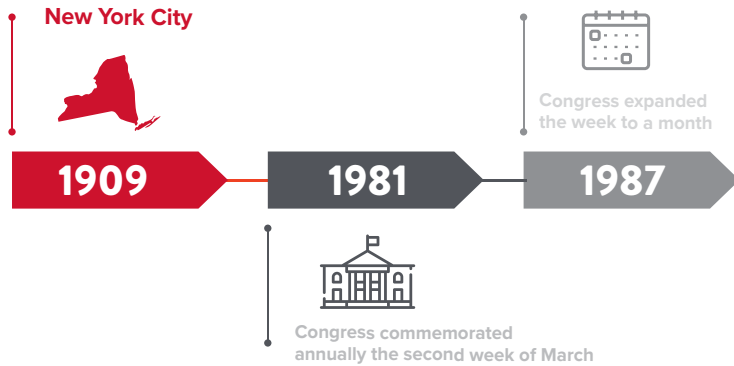 New York City
1909
1981
Congress commemorated
annually the second week of March
1987
Congress expanded
the week to a month